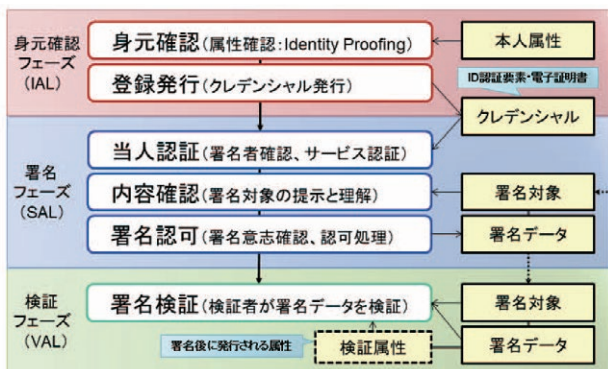 身元確認
フェーズ
(IAL)
身元確認(属性確認:Identity Proofing)
本人属性
登録発行(クレデンシャル発行)
ID認証要素・電子証明書
クレデンシャル
署名
フェーズ
(SAL)
当人認証(署名者確認、サービス認証)
内容確認(署名対象の提示と理解)
署名対象
署名認可(署名意志確認、認可処理)
署名データ
検証
フェーズ
(VAL)
署名検証(検証者が署名データを検証)
署名対象
署名後に発行される属性
検証属性
署名データ